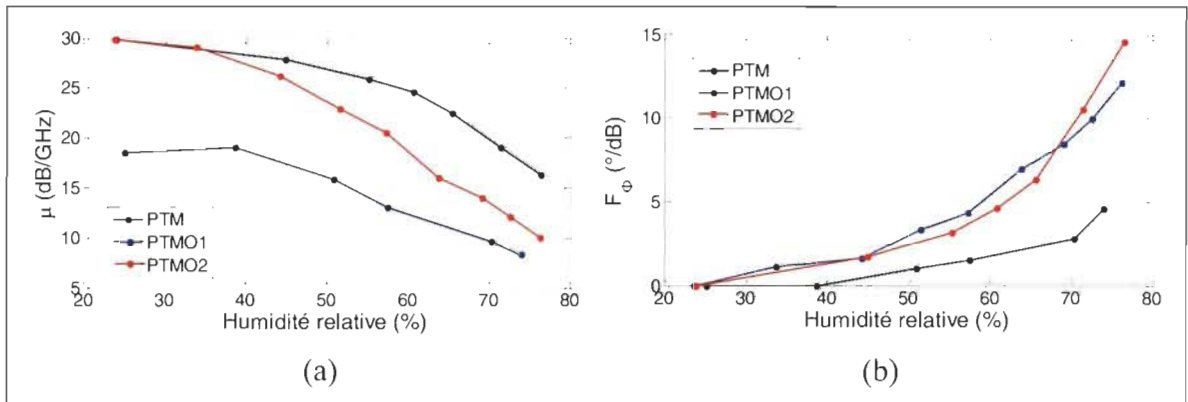 30
25
20
15
10
5
μ (dB/GHz)
PTM
PTMO1
PTMO2
20 30 40 50 60 70 80
Humidité relative (%)
(a)
15
10
5
0
F_Φ (°/dB)
PTM
PTMO1
PTMO2
20 30 40 50 60 70 80
Humidité relative (%)
(b)